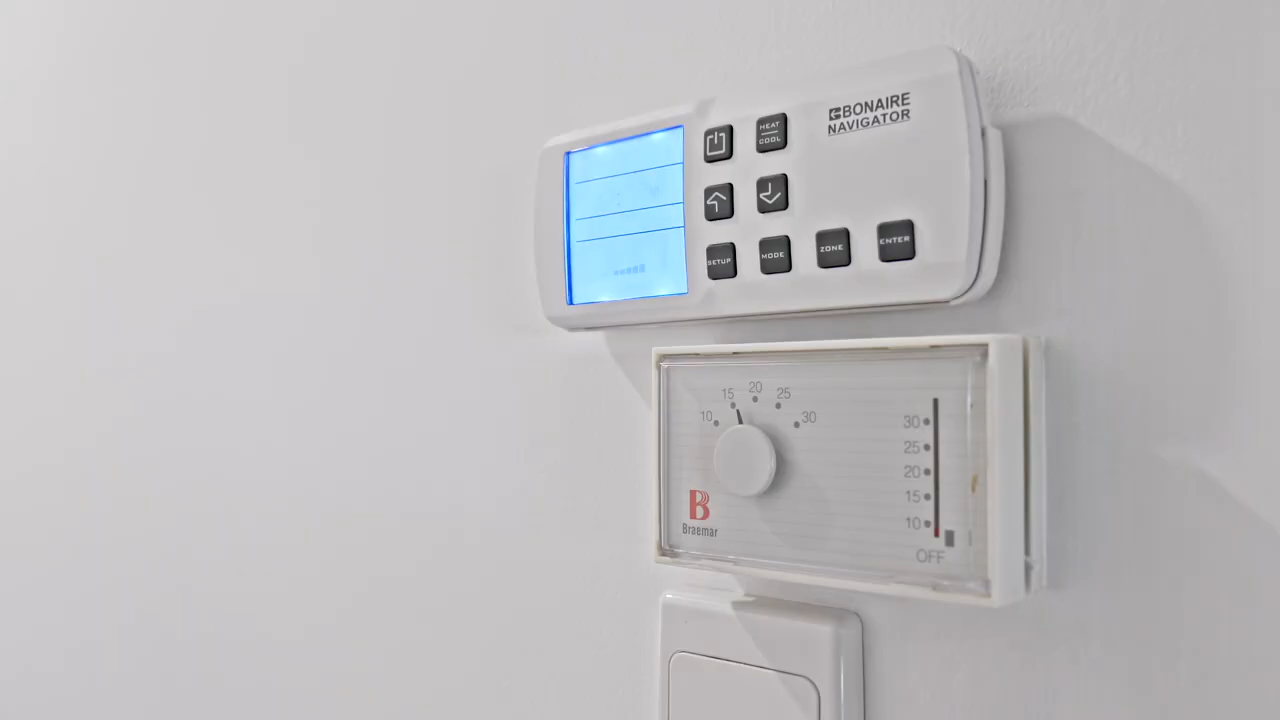 BONAIRE
NAVIGATOR
HEAT
COOL
SETUP
MODE
ZONE
ENTER
10 15 20 25 30
30
25
20
15
10
OFF
B
Braemar